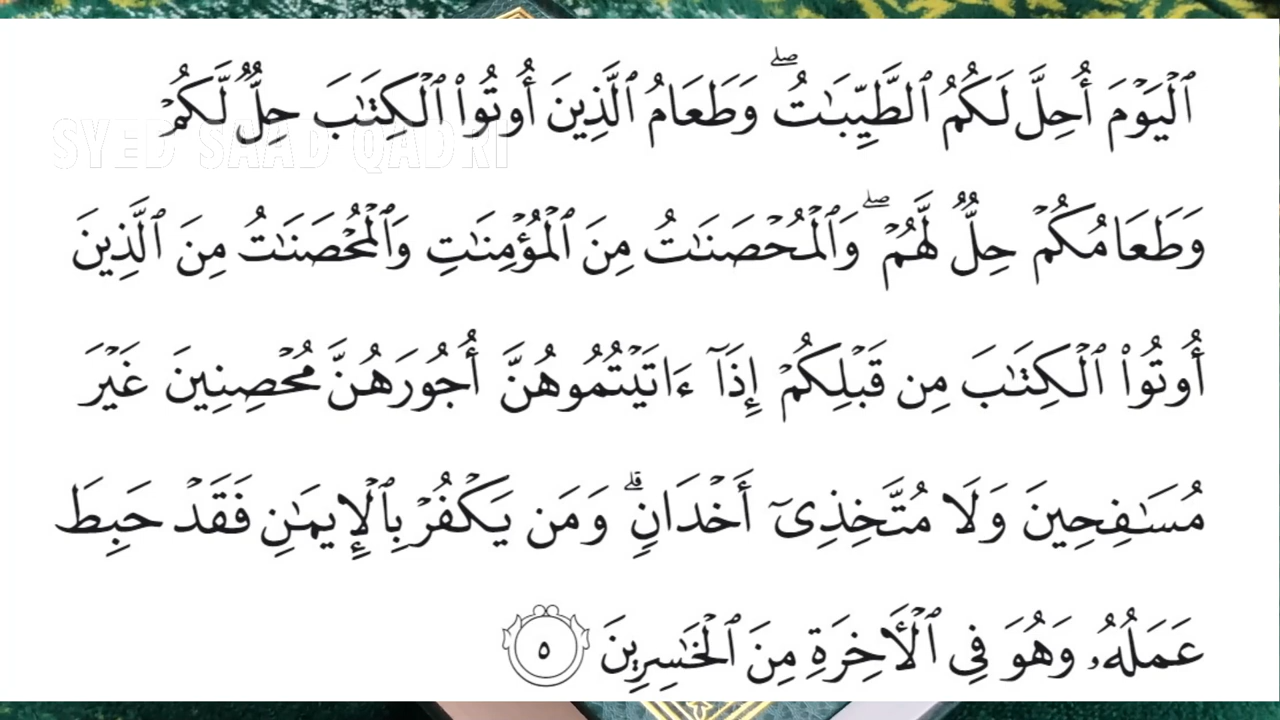 ٱلۡيَوۡمَ أُحِلَّ لَكُمُ ٱلطَّيِّبَٰتُۖ وَطَعَامُ ٱلَّذِينَ أُوتُواْ ٱلۡكِتَٰبَ حِلّٞ لَّكُمۡ
SYED SAAD QADRI
وَطَعَامُكُمۡ حِلّٞ لَّهُمۡۖ وَٱلۡمُحۡصَنَٰتُ مِنَ ٱلۡمُؤۡمِنَٰتِ وَٱلۡمُحۡصَنَٰتُ مِنَ ٱلَّذِينَ
أُوتُواْ ٱلۡكِتَٰبَ مِن قَبۡلِكُمۡ إِذَآ ءَاتَيۡتُمُوهُنَّ أُجُورَهُنَّ مُحۡصِنِينَ غَيۡرَ
مُسَٰفِحِينَ وَلَا مُتَّخِذِيٓ أَخۡدَانٖۗ وَمَن يَكۡفُرۡ بِٱلۡإِيمَٰنِ فَقَدۡ حَبِطَ
عَمَلُهُۥ وَهُوَ فِي ٱلۡأٓخِرَةِ مِنَ ٱلۡخَٰسِرِينَ ٥